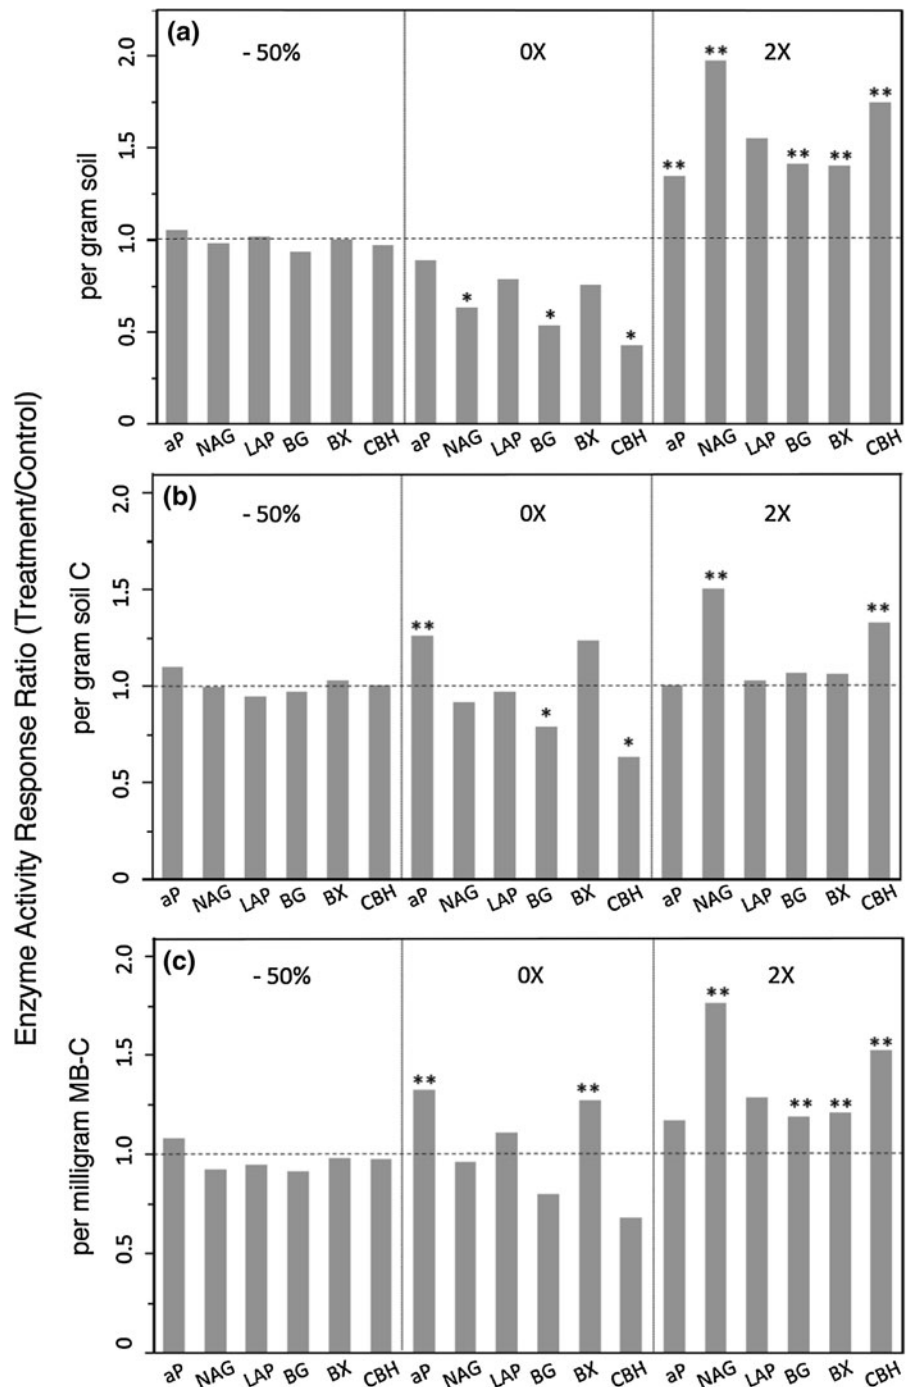 Enzyme Activity Response Ratio (Treatment/Control)
(a)
- 50% 0X 2X
per gram soil
2.0
1.5
1.0
0.5
0
** ** ** ** **
* * *
aP NAG LAP BG BX CBH aP NAG LAP BG BX CBH aP NAG LAP BG BX CBH
(b)
- 50% 0X 2X
per gram soil C
2.0
1.5
1.0
0.5
0
** * * ** **
aP NAG LAP BG BX CBH aP NAG LAP BG BX CBH aP NAG LAP BG BX CBH
(c)
- 50% 0X 2X
per milligram MB-C
2.0
1.5
1.0
0.5
0
** ** ** ** ** **
aP NAG LAP BG BX CBH aP NAG LAP BG BX CBH aP NAG LAP BG BX CBH